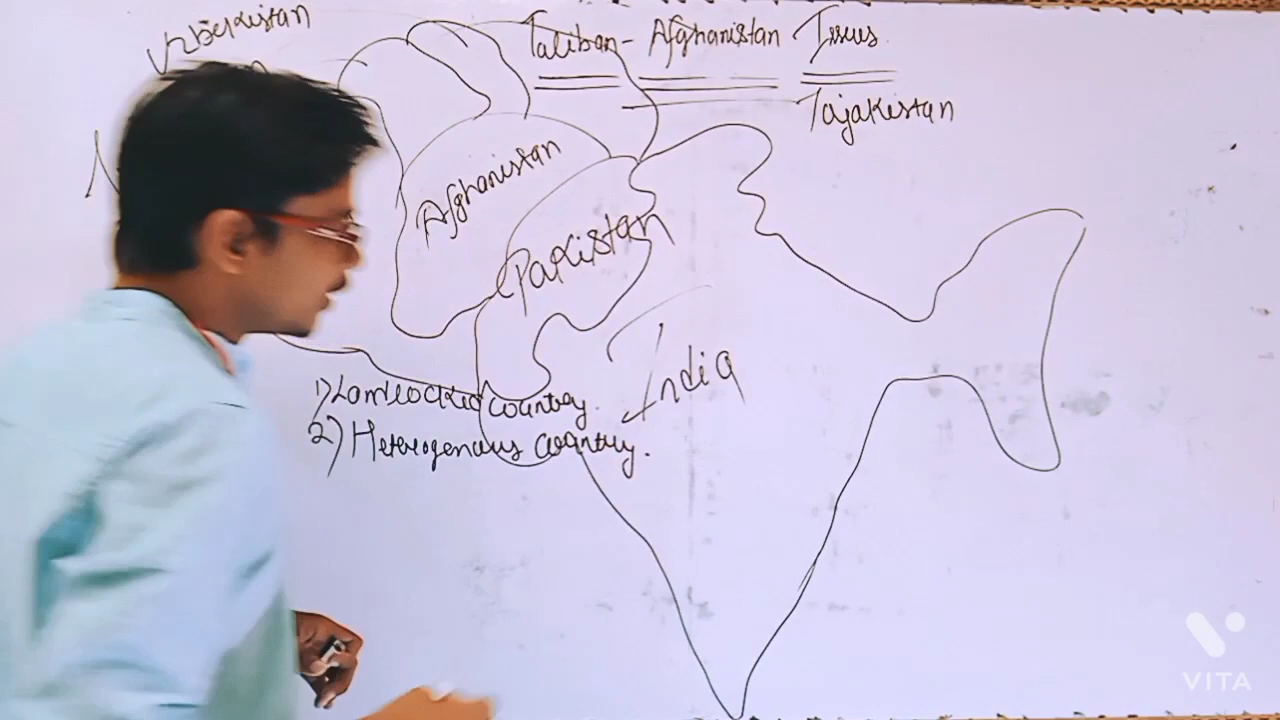 Uzbekistan
Taliban - Afghanistan Issues
Tajakistan
Afghanistan
Pakistan
India
1) Landlocked country.
2) Heterogenous country.
VITA